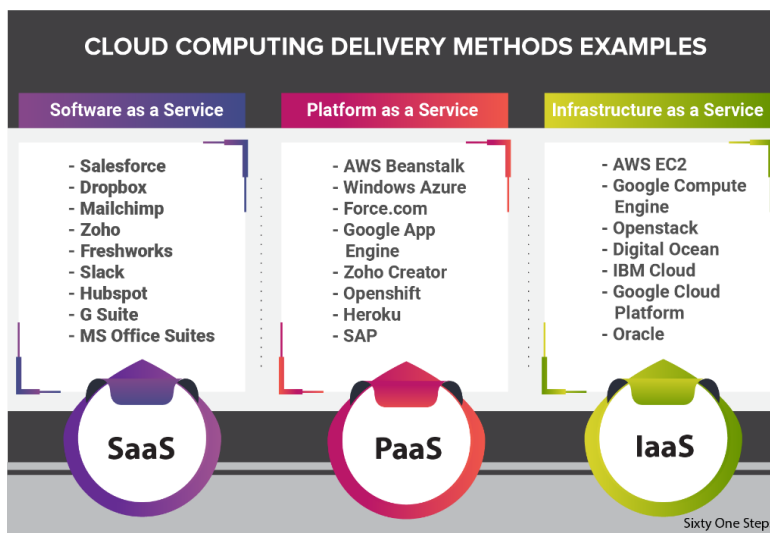 CLOUD COMPUTING DELIVERY METHODS EXAMPLES
Software as a Service
- Salesforce
- Dropbox
- Mailchimp
- Zoho
- Freshworks
- Slack
- Hubspot
- G Suite
- MS Office Suites
SaaS
Platform as a Service
- AWS Beanstalk
- Windows Azure
- Force.com
- Google App
Engine
- Zoho Creator
- Openshift
- Heroku
- SAP
PaaS
Infrastructure as a Service
- AWS EC2
- Google Compute
Engine
- Openstack
- Digital Ocean
- IBM Cloud
- Google Cloud
Platform
- Oracle
IaaS
Sixty One Steps